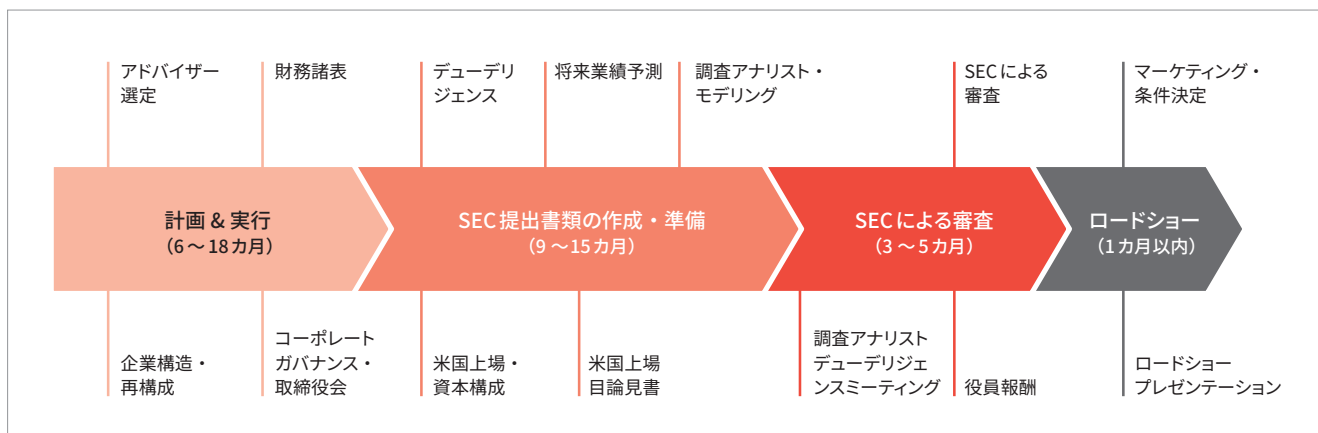 アドバイザー
選定
財務諸表
デューデリ
ジェンス
将来業績予測
調査アナリスト・
モデリング
SECによる
審査
マーケティング・
条件決定
計画 & 実行
(6～18カ月)
SEC提出書類の作成・準備
(9～15カ月)
SECによる審査
(3～5カ月)
ロードショー
(1カ月以内)
企業構造・
再構成
コーポレート
ガバナンス・
取締役会
米国上場・
資本構成
米国上場
目論見書
調査アナリスト
デューデリジェ
ンスミーティング
役員報酬
ロードショー
プレゼンテーション